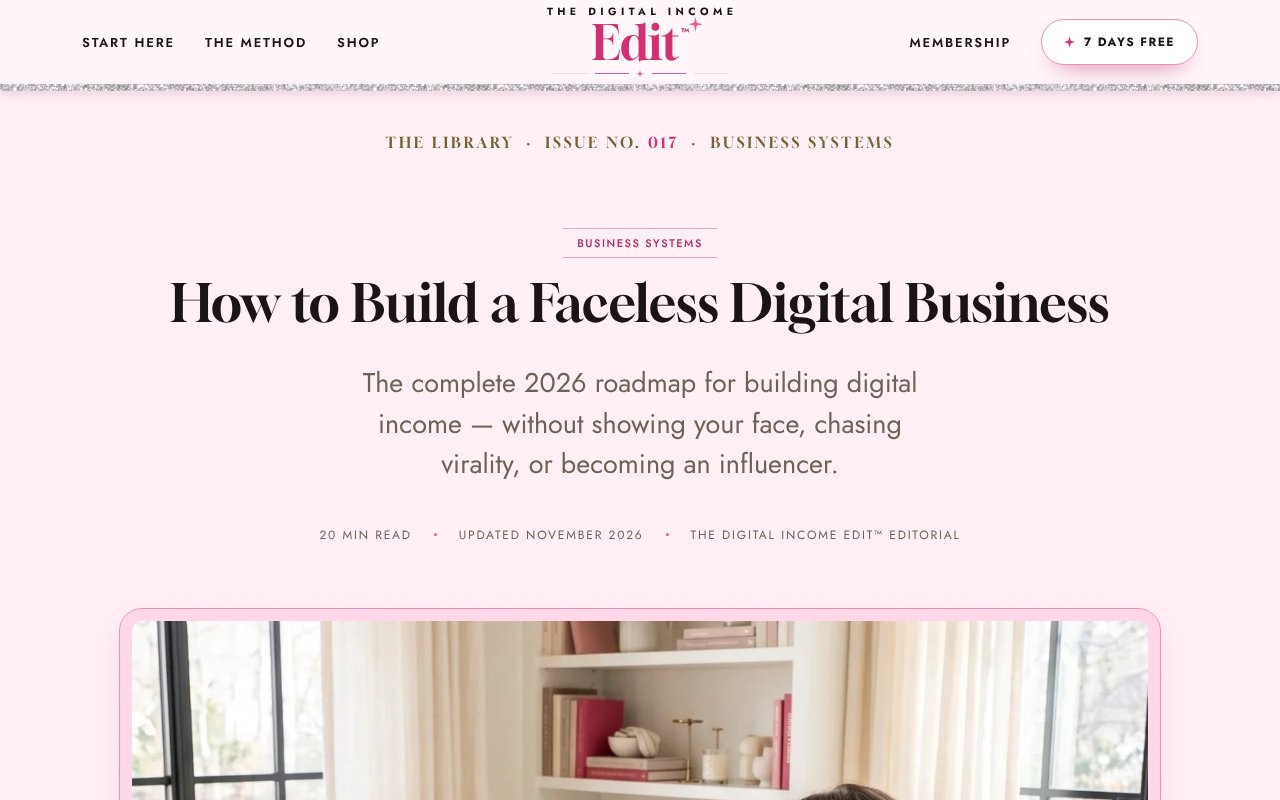 THE DIGITAL INCOME
Edit™
START HERE
THE METHOD
SHOP
MEMBERSHIP
7 DAYS FREE
THE LIBRARY · ISSUE NO. 017 · BUSINESS SYSTEMS
BUSINESS SYSTEMS
How to Build a Faceless Digital Business
The complete 2026 roadmap for building digital
income — without showing your face, chasing
virality, or becoming an influencer.
20 MIN READ • UPDATED NOVEMBER 2026 • THE DIGITAL INCOME EDIT™ EDITORIAL